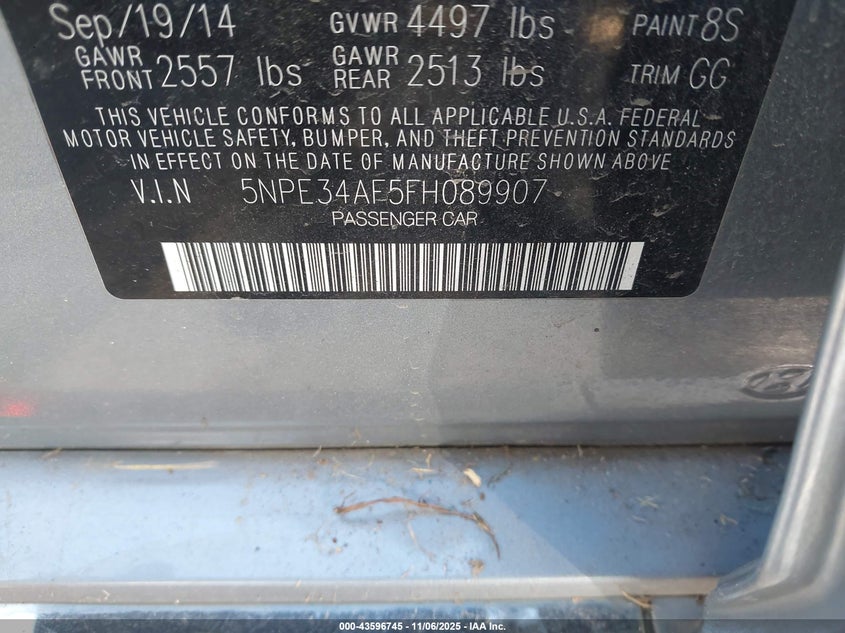 Sep/19/14 GVWR 4497 lbs PAINT 8S
GAWR FRONT 2557 lbs GAWR REAR 2513 lbs TRIM GG
THIS VEHICLE CONFORMS TO ALL APPLICABLE U.S.A. FEDERAL
MOTOR VEHICLE SAFETY, BUMPER, AND THEFT PREVENTION STANDARDS
IN EFFECT ON THE DATE OF MANUFACTURE SHOWN ABOVE
V.I.N 5NPE34AF5FH089907
PASSENGER CAR
000-43596745 - 11/06/2025 - IAA Inc.